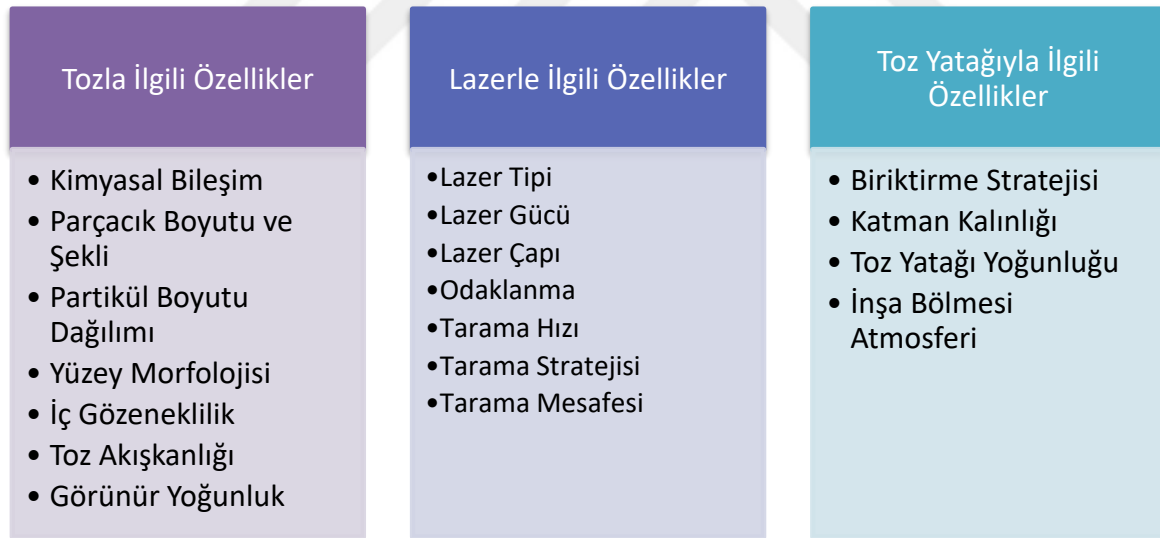 Tozla İlgili Özellikler
• Kimyasal Bileşim
• Parçacık Boyutu ve
Şekli
• Partikül Boyutu
Dağılımı
• Yüzey Morfolojisi
• İç Gözeneklilik
• Toz Akışkanlığı
• Görünür Yoğunluk
Lazerle İlgili Özellikler
•Lazer Tipi
•Lazer Gücü
•Lazer Çapı
•Odaklanma
•Tarama Hızı
•Tarama Stratejisi
•Tarama Mesafesi
Toz Yatağıyla İlgili
Özellikler
• Biriktirme Stratejisi
• Katman Kalınlığı
• Toz Yatağı Yoğunluğu
• İnşa Bölmesi
Atmosferi